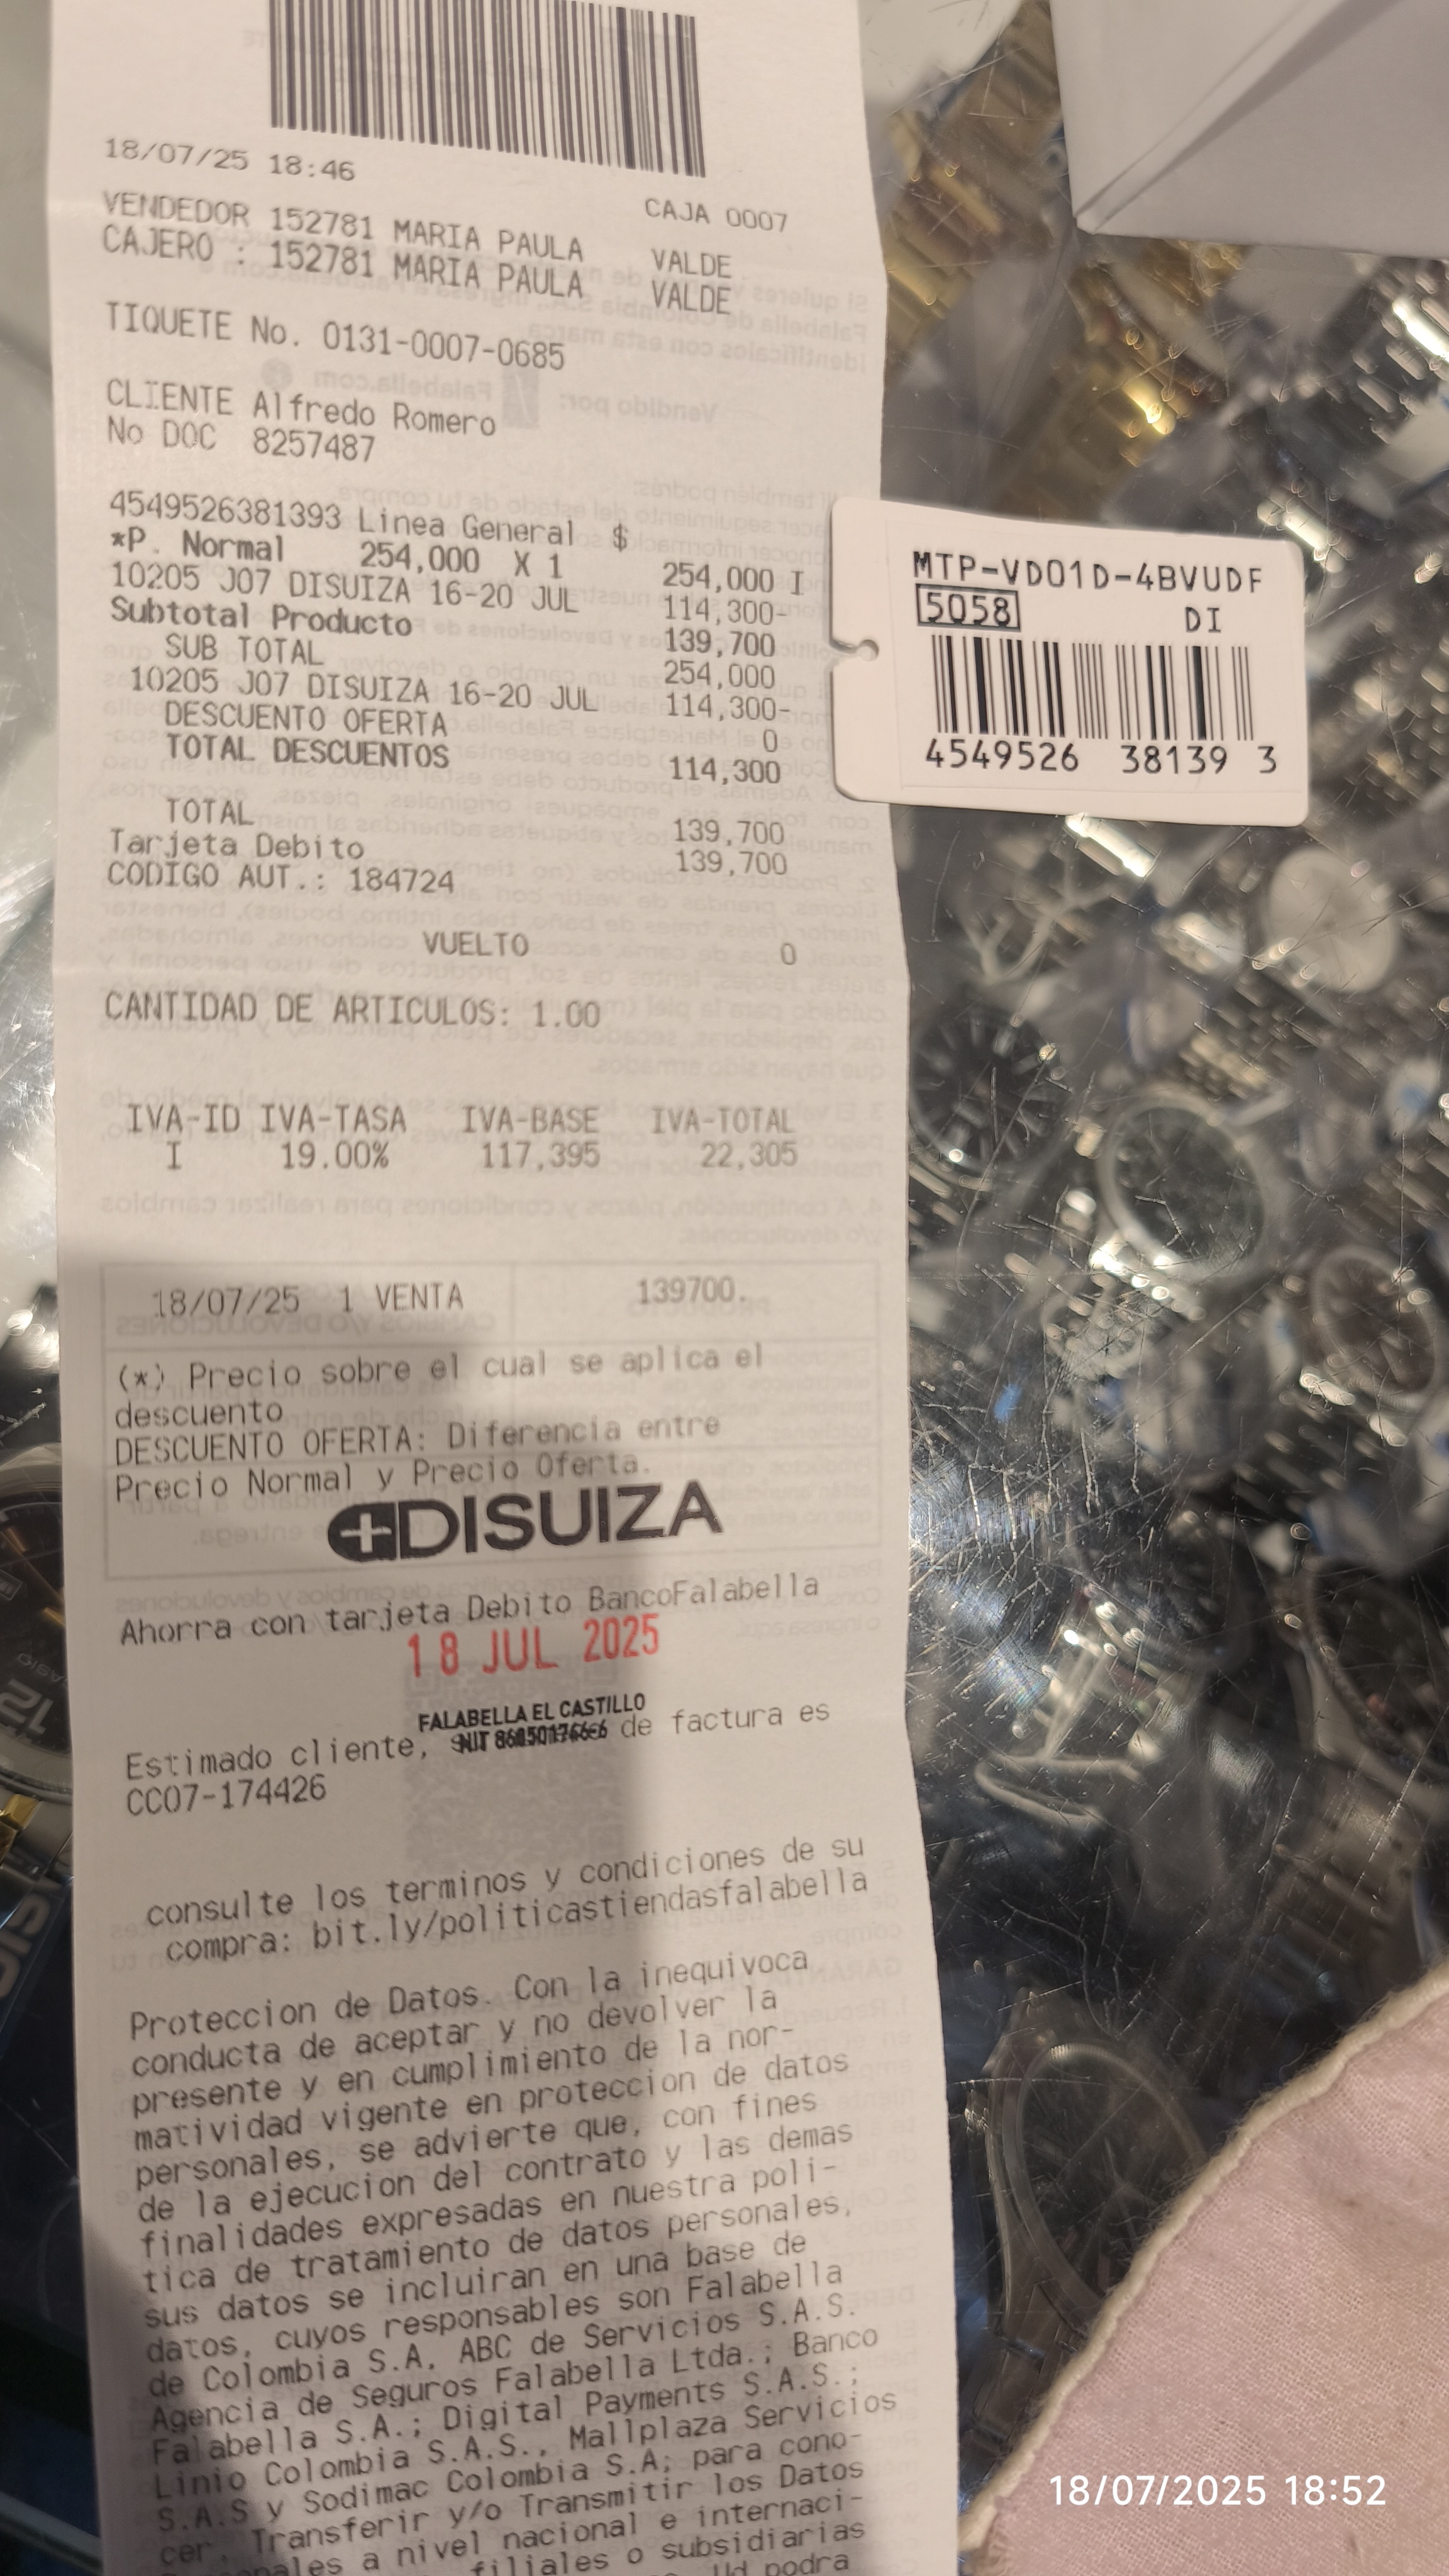 18/07/25 18:46
CAJA 0007
VENDEDOR 152781 MARIA PAULA VALDE
CAJERO : 152781 MARIA PAULA VALDE
TIQUETE No. 0131-0007-0685
CLIENTE Alfredo Romero
No DOC 8257487
4549526381393 Linea General $
*P. Normal 254,000 X 1 254,000 I
10205 J07 DISUIZA 16-20 JUL 114,300-
Subtotal Producto 139,700
SUB TOTAL 254,000
10205 J07 DISUIZA 16-20 JUL 114,300-
DESCUENTO OFERTA 0
TOTAL DESCUENTOS 114,300
TOTAL 139,700
Tarjeta Debito 139,700
CODIGO AUT.: 184724
VUELTO 0
CANTIDAD DE ARTICULOS: 1.00
IVA-ID IVA-TASA IVA-BASE IVA-TOTAL
I 19.00% 117,395 22,305
18/07/25 1 VENTA 139700.
(*) Precio sobre el cual se aplica el
descuento
DESCUENTO OFERTA: Diferencia entre
Precio Normal y Precio Oferta.
DISUIZA
Ahorra con tarjeta Debito BancoFalabella
18 JUL 2025
FALABELLA EL CASTILLO
NIT
Estimado cliente, de factura es
CC07-174426
consulte los terminos y condiciones de su
compra: bit.ly/politicastiendasfalabella
Proteccion de Datos. Con la inequivoca
conducta de aceptar y no devolver la
presente y en cumplimiento de la nor-
matividad vigente en proteccion de datos
personales, se advierte que, con fines
de la ejecucion del contrato y las demas
finalidades expresadas en nuestra poli-
tica de tratamiento de datos personales,
sus datos se incluiran en una base de
datos, cuyos responsables son Falabella
de Colombia S.A, ABC de Servicios S.A.S.
Agencia de Seguros Falabella Ltda.; Banco
Falabella S.A.; Digital Payments S.A.S.;
Linio Colombia S.A.S., Mallplaza Servicios
S.A.S y Sodimac Colombia S.A; para cono-
cer, Transferir y/o Transmitir los Datos
a nivel nacional e internaci-
filiales o subsidiarias
Ud podra
MTP-VD01D-4BVUDF
5058 DI
4549526 38139 3
18/07/2025 18:52